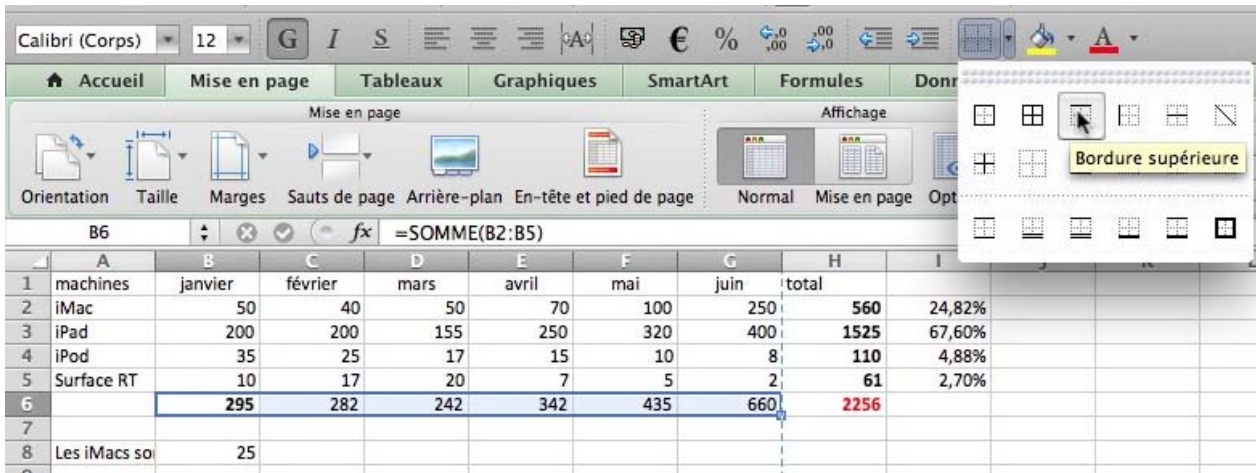 Calibri (Corps) 12 G I S A € % ,0 ,00 ,00 ,0 A
Accueil Mise en page Tableaux Graphiques SmartArt Formules Donn
Mise en page Affichage
Bordure supérieure
Orientation Taille Marges Sauts de page Arrière-plan En-tête et pied de page Normal Mise en page Opt
B6 fx =SOMME(B2:B5)
A B C D E F G H I
1 machines janvier février mars avril mai juin total
2 iMac 50 40 50 70 100 250 560 24,82%
3 iPad 200 200 155 250 320 400 1525 67,60%
4 iPod 35 25 17 15 10 8 110 4,88%
5 Surface RT 10 17 20 7 5 2 61 2,70%
6 295 282 242 342 435 660 2256
7
8 Les iMacs so 25